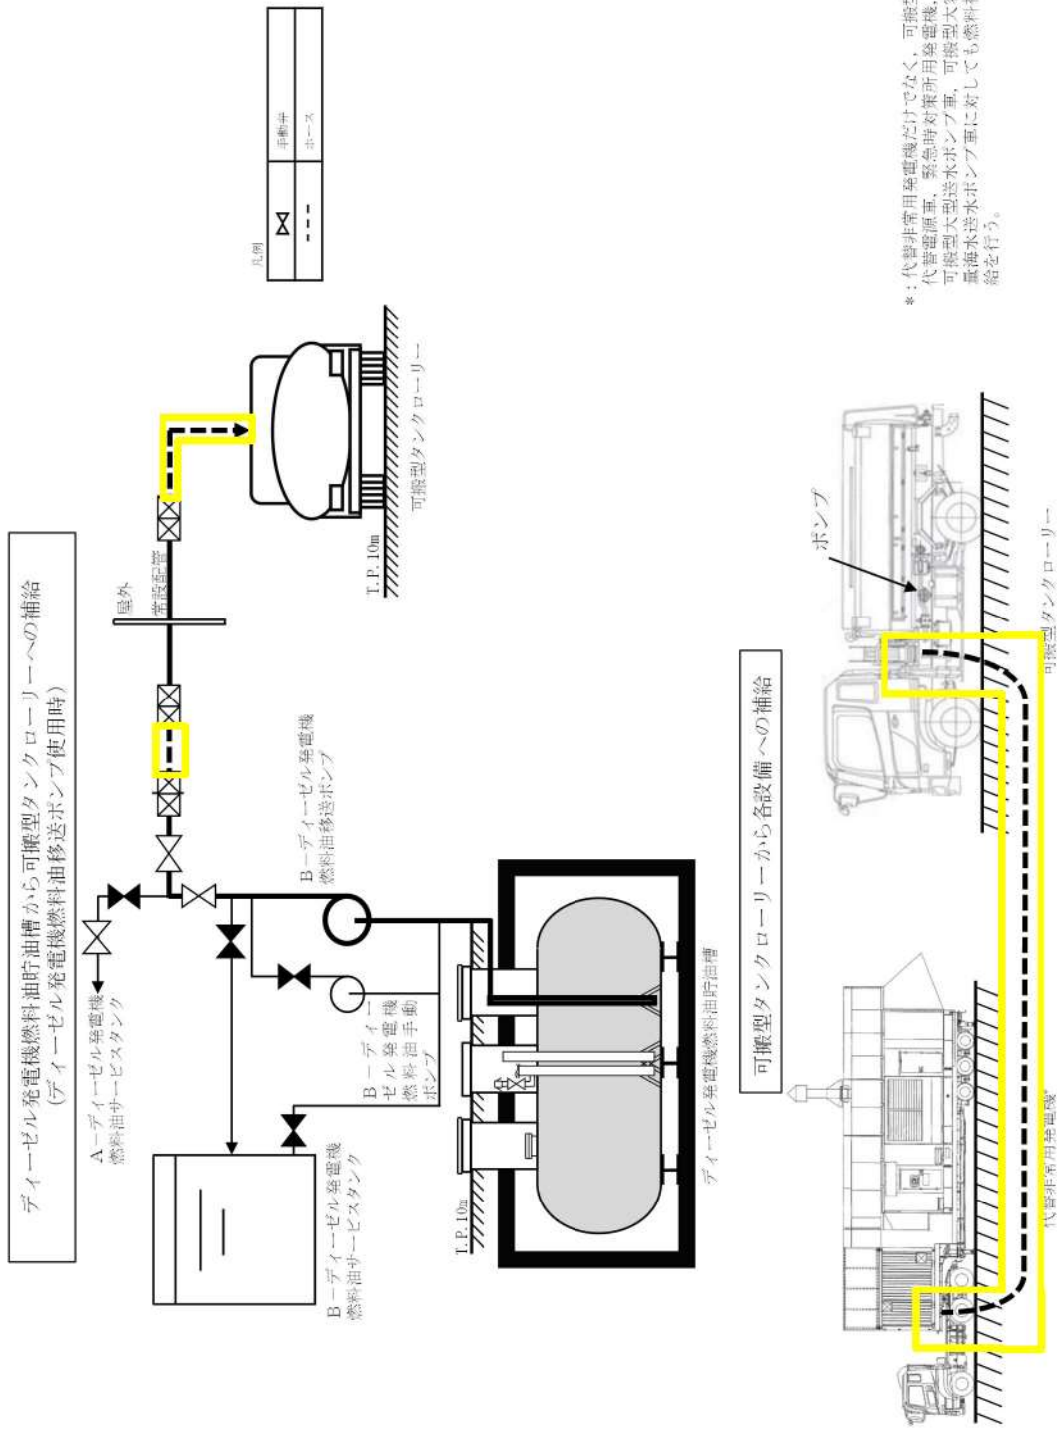 ディーゼル発電機燃料油貯油槽から可搬型タンクローリーへの補給
(ディーゼル発電機燃料油移送ポンプ使用時)
凡例
手動弁
ホース
A－ディーゼル発電機
燃料油サービスタンク
屋外
常設配管
B－ディーゼル発電機
燃料油移送ポンプ
B－ディー
ゼル発電機
燃料油手動
ポンプ
B－ディーゼル発電機
燃料油サービスタンク
T.P.10m
T.P.10m
可搬型タンクローリー
ディーゼル発電機燃料油貯油槽
可搬型タンクローリーから各設備への補給
ポンプ
代替非常用発電機*
可搬型タンクローリー
*：代替非常用発電機だけでなく，可搬型
代替電源車，緊急時対策所用発電機，
可搬型大型送水ポンプ車，可搬型大
量海水送水ポンプ車に対しても燃料
給を行う。